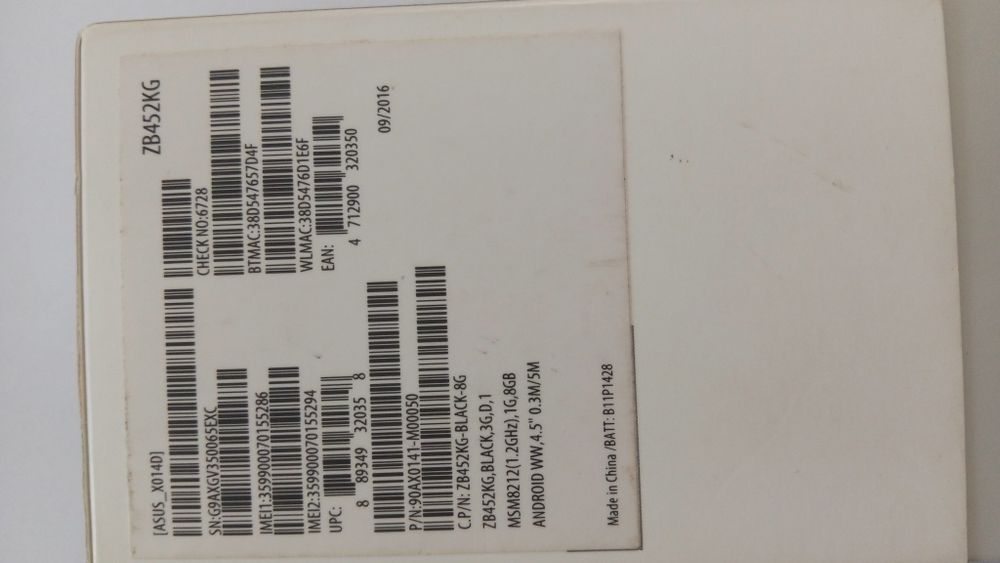 [ASUS_X014D]
SN:G9AXGV350065EXC
IMEI1:359900070155286
IMEI2:359900070155294
UPC:
8 89349 32035 8
P/N:90AX0141-M00050
C.P/N: ZB452KG-BLACK-8G
ZB452KG,BLACK,3G,D,1
MSM8212(1.2GHz),1G,8GB
ANDROID WW,4.5" 0.3M/5M
Made in China /BATT: B11P1428
ZB452KG
CHECK NO:6728
BTMAC:38D547657D4F
WLMAC:38D5476D1E6F
EAN:
4 712900 320350
09/2016